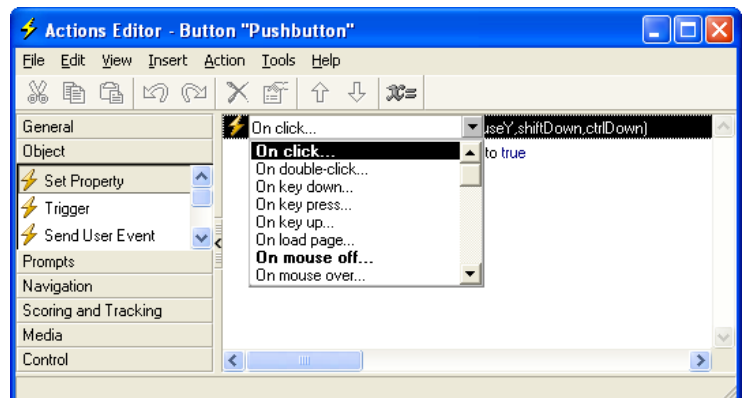 Actions Editor - Button "Pushbutton"
File Edit View Insert Action Tools Help
General
Object
Set Property
Trigger
Send User Event
Prompts
Navigation
Scoring and Tracking
Media
Control
On click... useY,shiftDown,ctrlDown)
to true
On click...
On double-click...
On key down...
On key press...
On key up...
On load page...
On mouse off...
On mouse over...